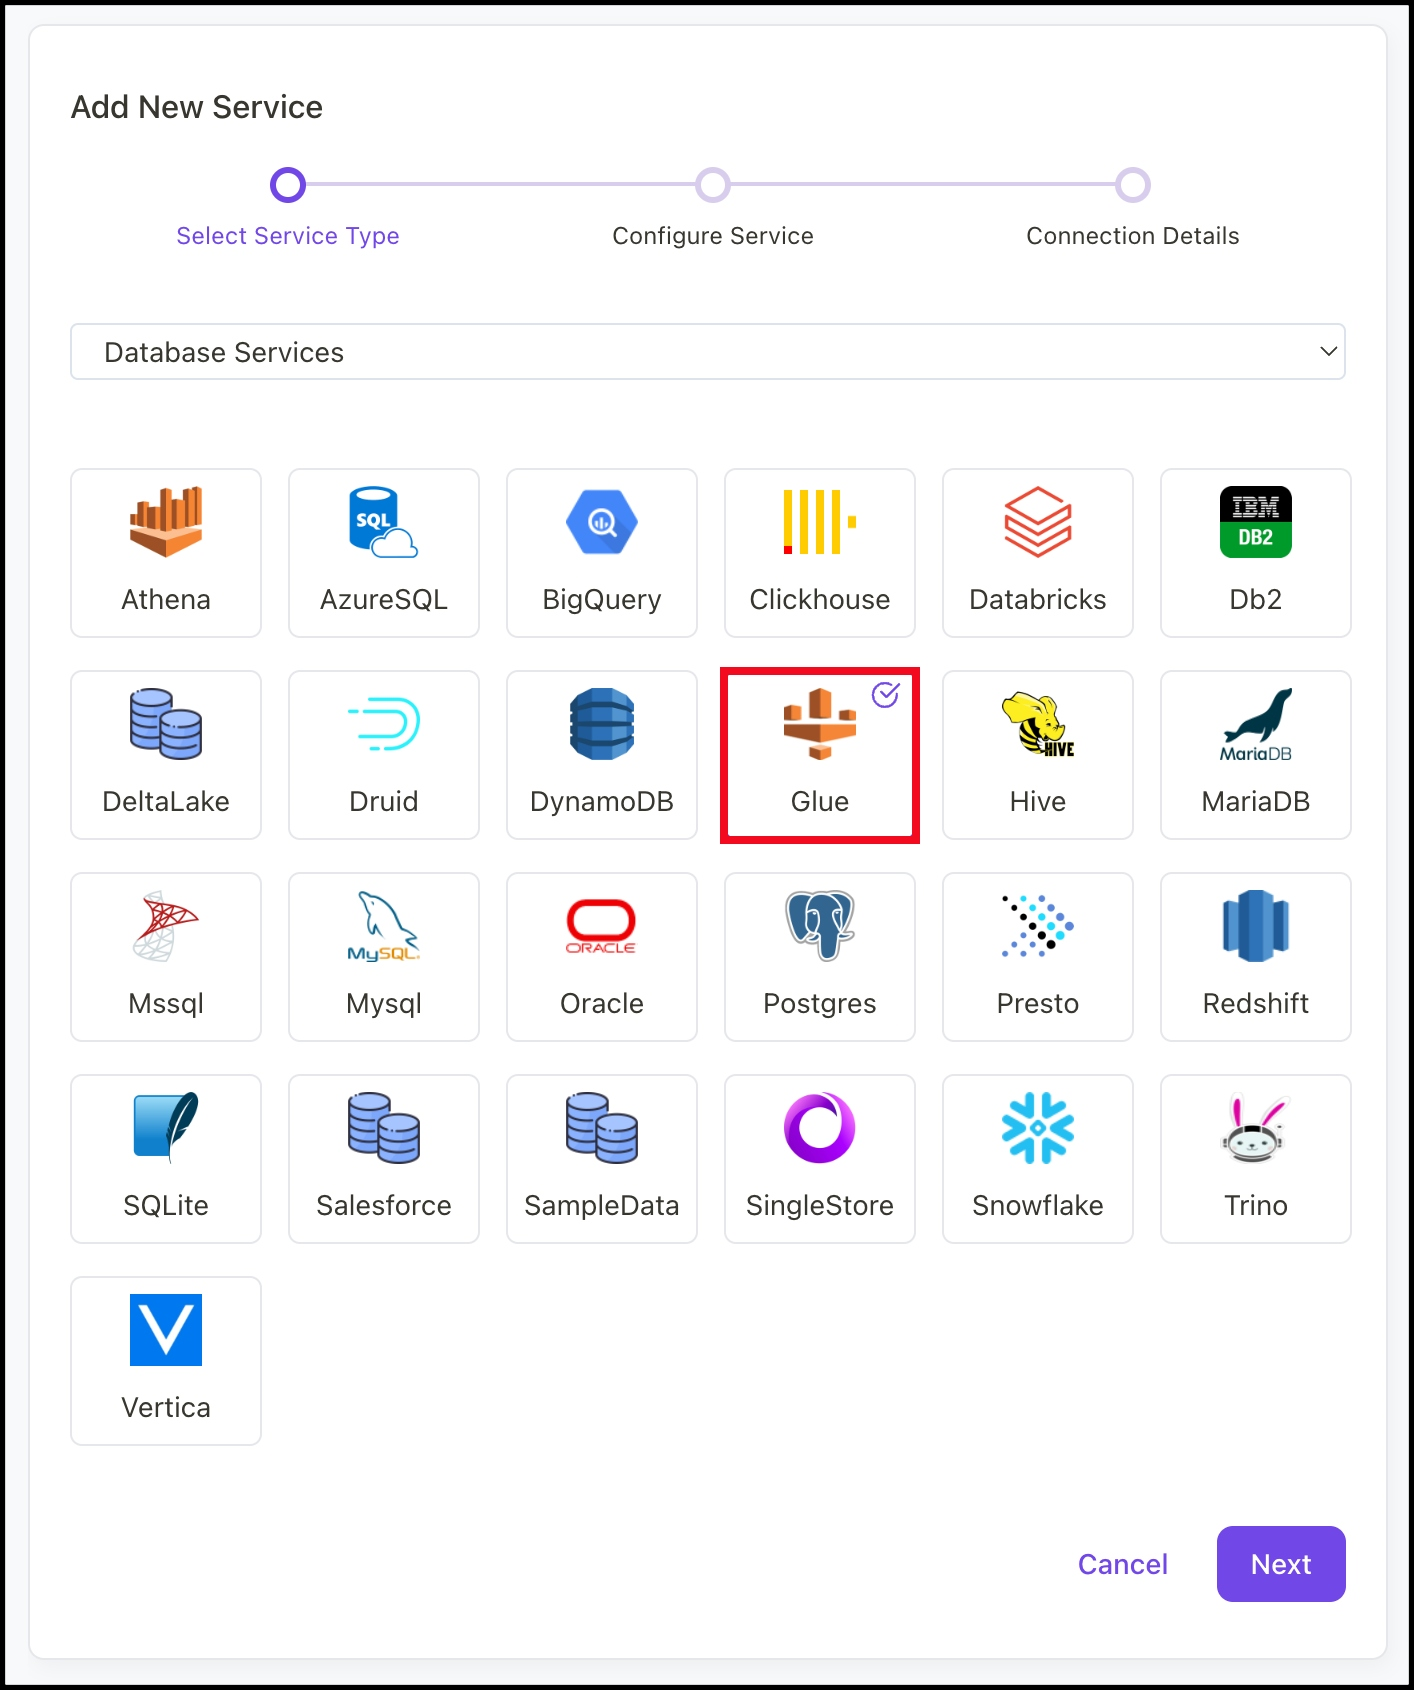 Add New Service
Select Service Type Configure Service Connection Details
Database Services
SQL IBM
DB2
Athena AzureSQL BigQuery Clickhouse Databricks Db2
HIVE MariaDB
DeltaLake Druid DynamoDB Glue Hive MariaDB
MySQL ORACLE
Mssql Mysql Oracle Postgres Presto Redshift
SQLite Salesforce SampleData SingleStore Snowflake Trino
V
Vertica
Cancel Next